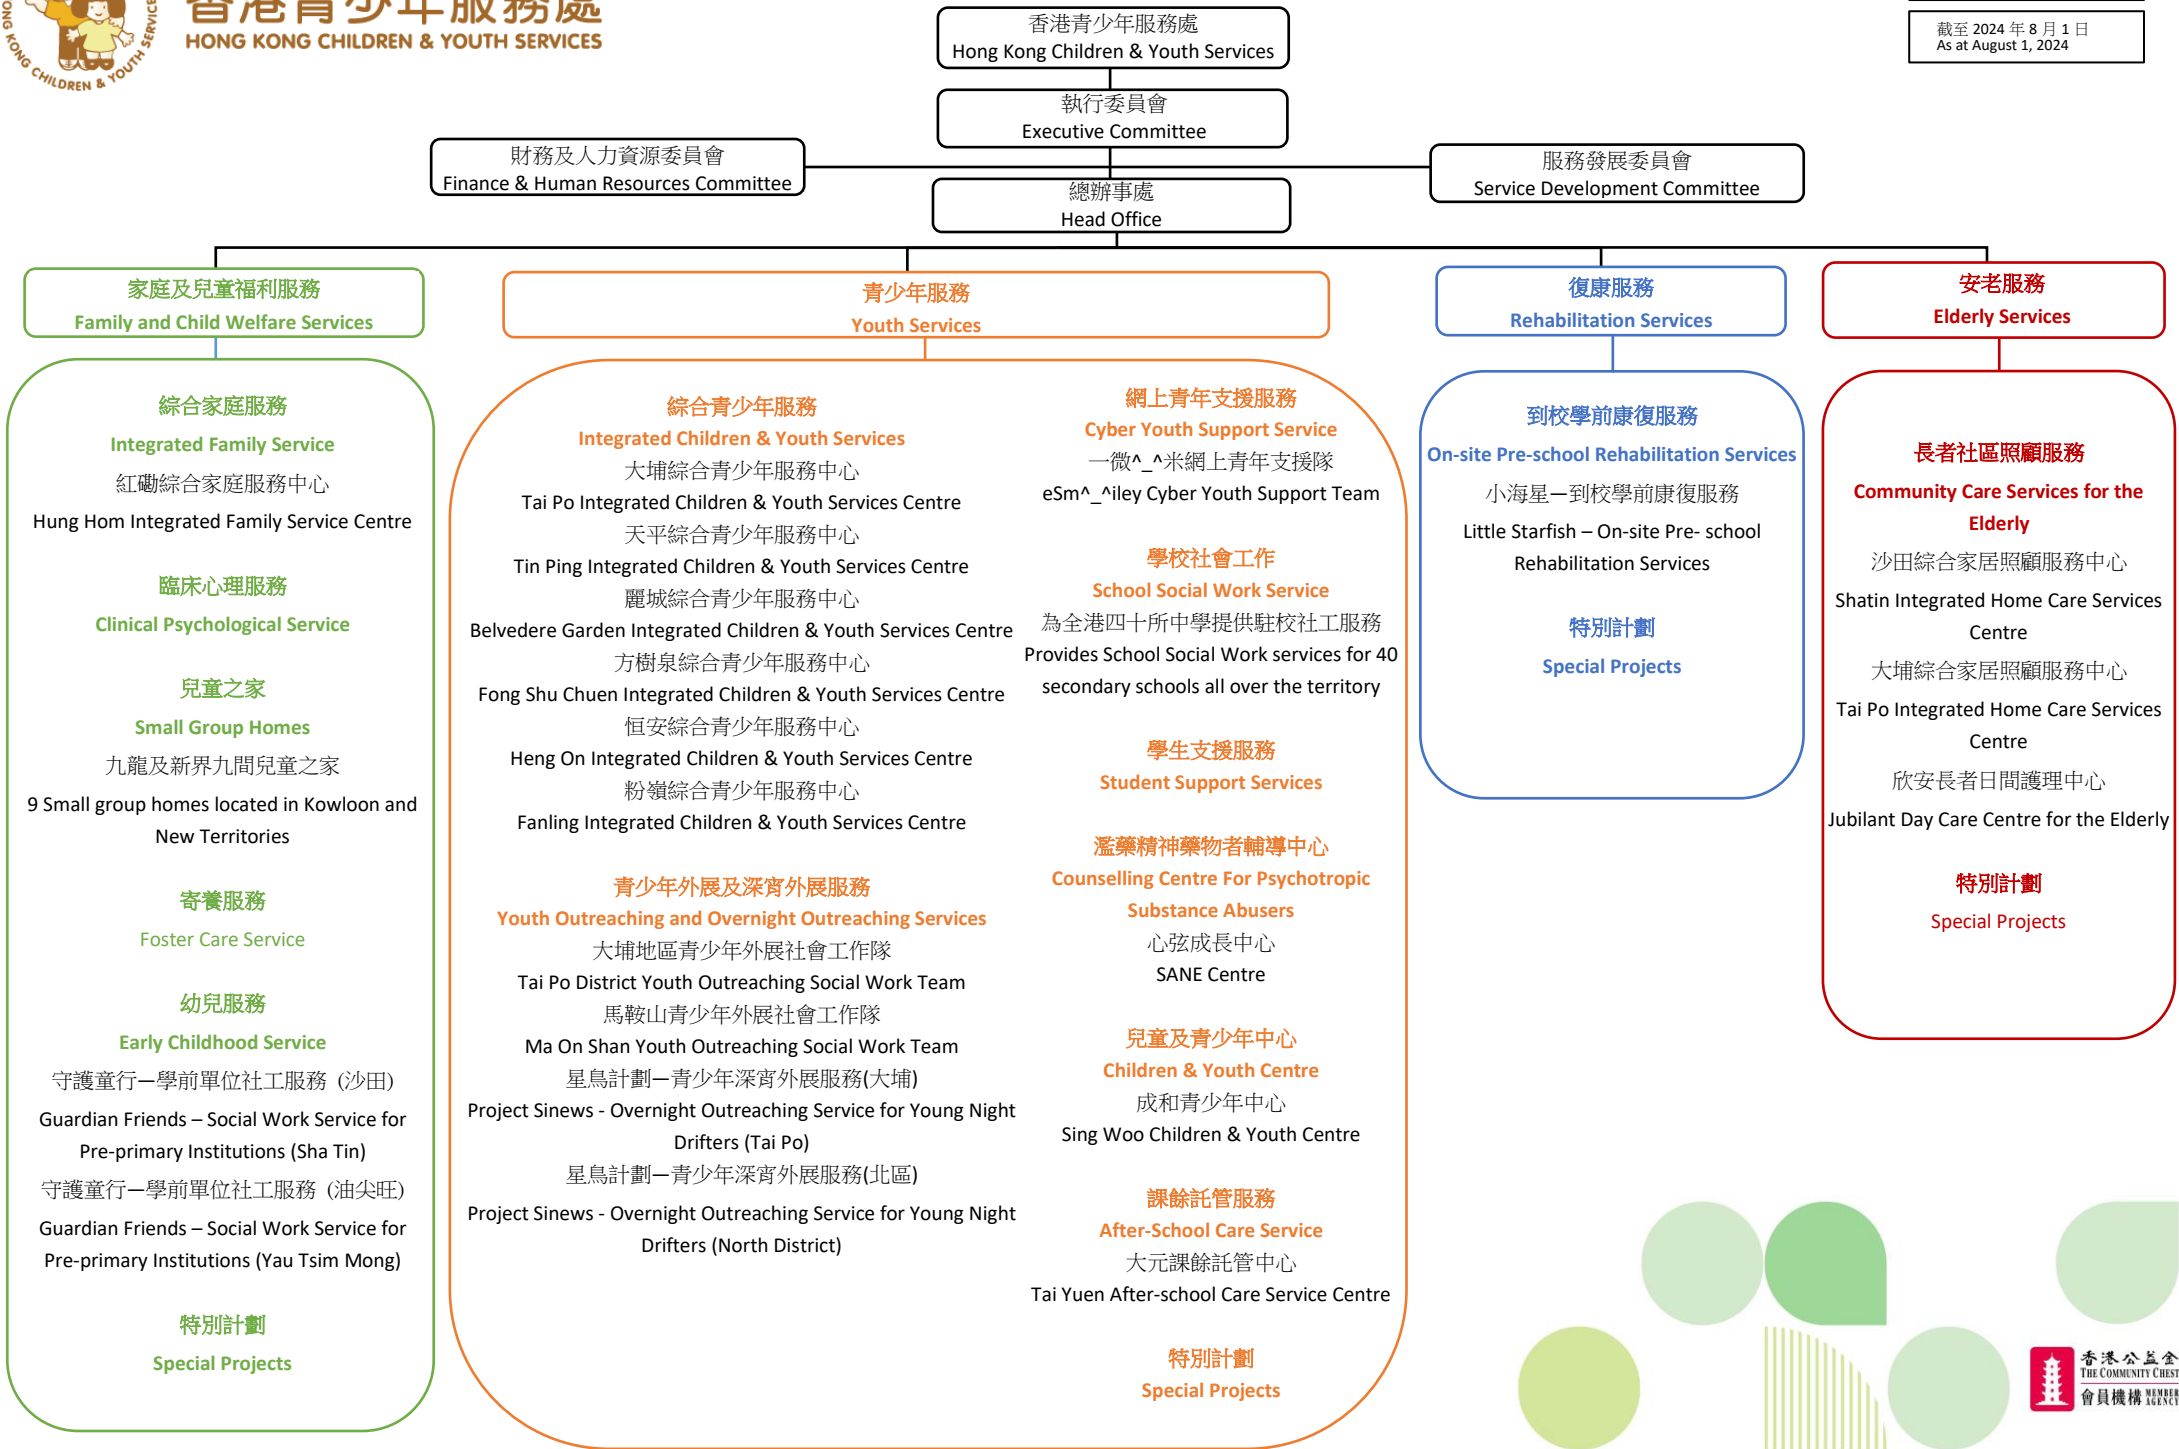 香港青少年服務處
HONG KONG CHILDREN & YOUTH SERVICES
HONG KONG CHILDREN & YOUTH SERVICE
截至 2024 年 8 月 1 日
As at August 1, 2024
香港青少年服務處
Hong Kong Children & Youth Services
執行委員會
Executive Committee
財務及人力資源委員會
Finance & Human Resources Committee
服務發展委員會
Service Development Committee
總辦事處
Head Office
家庭及兒童福利服務
Family and Child Welfare Services
綜合家庭服務
Integrated Family Service
紅磡綜合家庭服務中心
Hung Hom Integrated Family Service Centre
臨床心理服務
Clinical Psychological Service
兒童之家
Small Group Homes
九龍及新界九間兒童之家
9 Small group homes located in Kowloon and
New Territories
寄養服務
Foster Care Service
幼兒服務
Early Childhood Service
守護童行—學前單位社工服務 (沙田)
Guardian Friends – Social Work Service for
Pre-primary Institutions (Sha Tin)
守護童行—學前單位社工服務 (油尖旺)
Guardian Friends – Social Work Service for
Pre-primary Institutions (Yau Tsim Mong)
特別計劃
Special Projects
青少年服務
Youth Services
綜合青少年服務
Integrated Children & Youth Services
大埔綜合青少年服務中心
Tai Po Integrated Children & Youth Services Centre
天平綜合青少年服務中心
Tin Ping Integrated Children & Youth Services Centre
麗城綜合青少年服務中心
Belvedere Garden Integrated Children & Youth Services Centre
方樹泉綜合青少年服務中心
Fong Shu Chuen Integrated Children & Youth Services Centre
恒安綜合青少年服務中心
Heng On Integrated Children & Youth Services Centre
粉嶺綜合青少年服務中心
Fanling Integrated Children & Youth Services Centre
青少年外展及深宵外展服務
Youth Outreaching and Overnight Outreaching Services
大埔地區青少年外展社會工作隊
Tai Po District Youth Outreaching Social Work Team
馬鞍山青少年外展社會工作隊
Ma On Shan Youth Outreaching Social Work Team
星鳥計劃—青少年深宵外展服務(大埔)
Project Sinews - Overnight Outreaching Service for Young Night
Drifters (Tai Po)
星鳥計劃—青少年深宵外展服務(北區)
Project Sinews - Overnight Outreaching Service for Young Night
Drifters (North District)
網上青年支援服務
Cyber Youth Support Service
一微^_^米網上青年支援隊
eSm^_^iley Cyber Youth Support Team
學校社會工作
School Social Work Service
為全港四十所中學提供駐校社工服務
Provides School Social Work services for 40
secondary schools all over the territory
學生支援服務
Student Support Services
濫藥精神藥物者輔導中心
Counselling Centre For Psychotropic
Substance Abusers
心弦成長中心
SANE Centre
兒童及青少年中心
Children & Youth Centre
成和青少年中心
Sing Woo Children & Youth Centre
課餘託管服務
After-School Care Service
大元課餘託管中心
Tai Yuen After-school Care Service Centre
特別計劃
Special Projects
復康服務
Rehabilitation Services
到校學前康復服務
On-site Pre-school Rehabilitation Services
小海星—到校學前康復服務
Little Starfish – On-site Pre- school
Rehabilitation Services
特別計劃
Special Projects
安老服務
Elderly Services
長者社區照顧服務
Community Care Services for the
Elderly
沙田綜合家居照顧服務中心
Shatin Integrated Home Care Services
Centre
大埔綜合家居照顧服務中心
Tai Po Integrated Home Care Services
Centre
欣安長者日間護理中心
Jubilant Day Care Centre for the Elderly
特別計劃
Special Projects
香港公益金
THE COMMUNITY CHEST
會員機構 MEMBER AGENCY